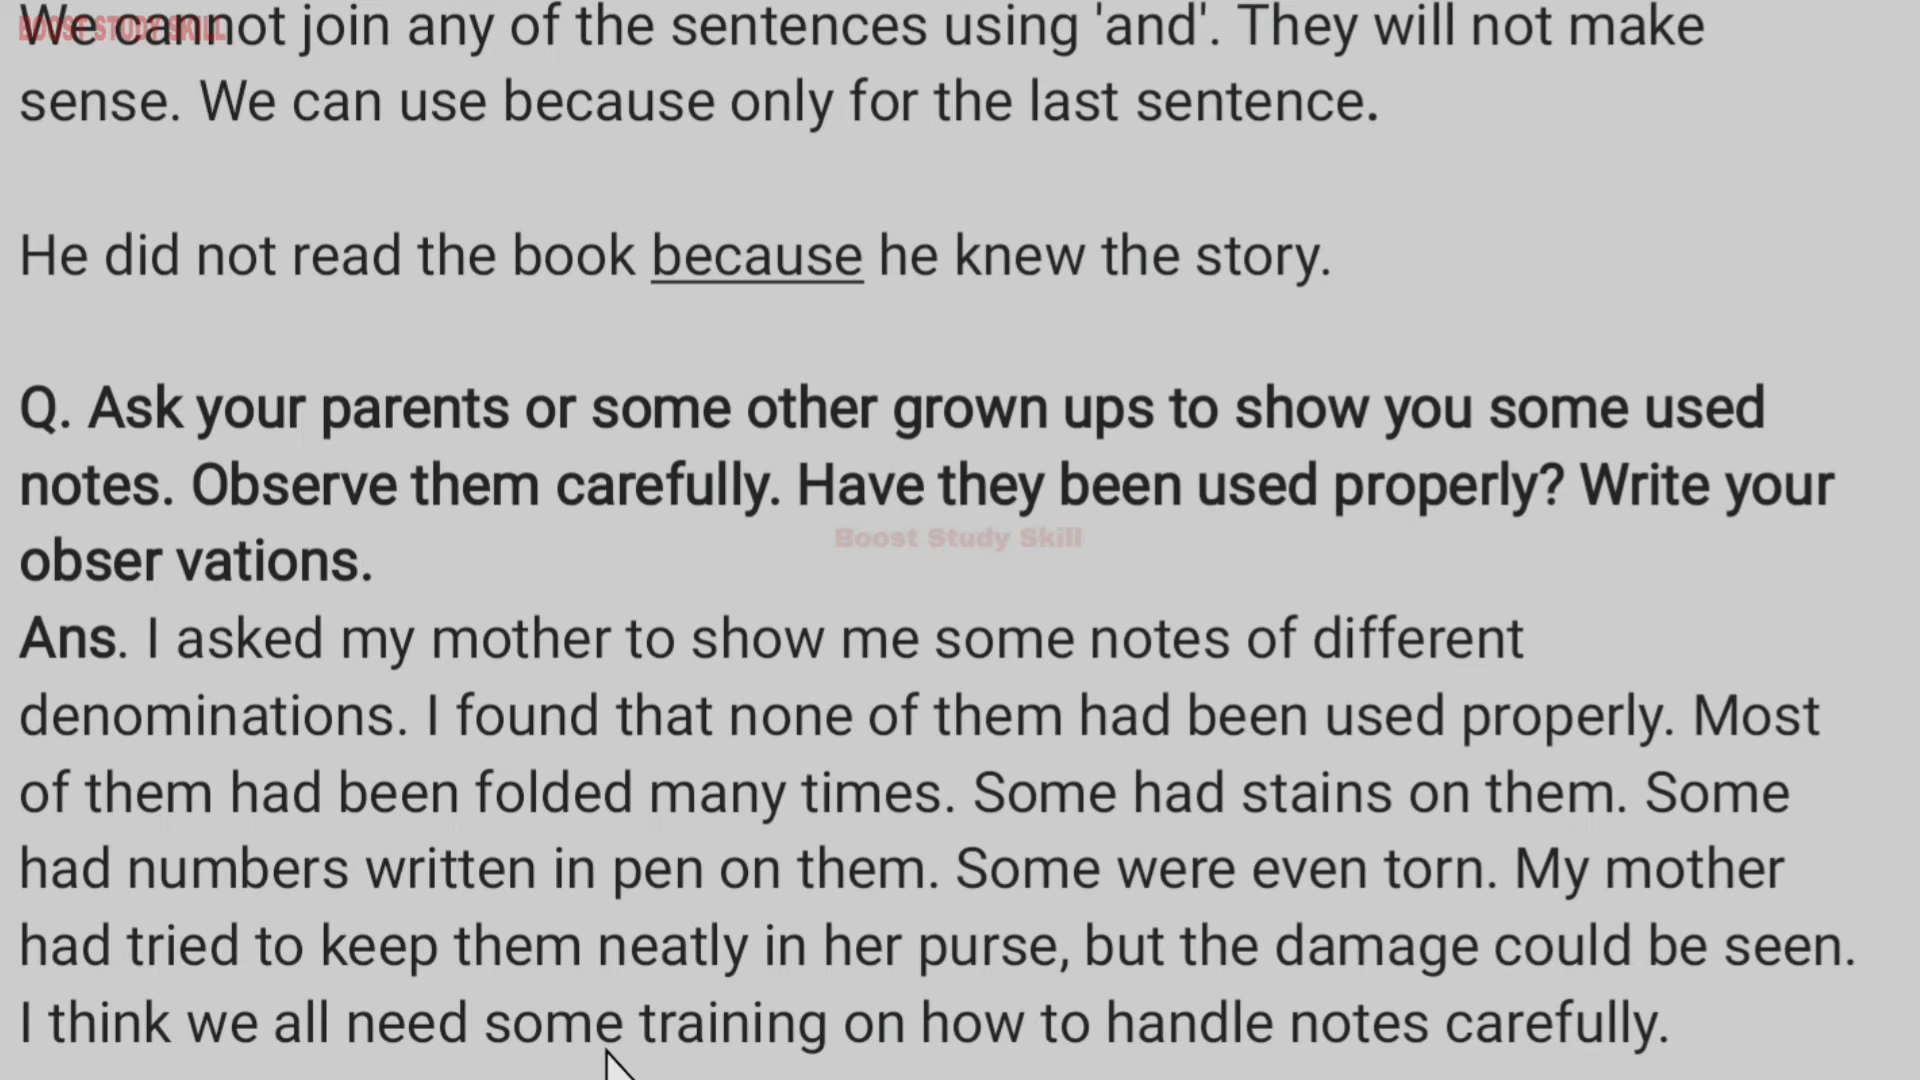 We cannot join any of the sentences using 'and'. They will not make
BOOST STUDY SKILL
sense. We can use because only for the last sentence.
He did not read the book because he knew the story.
Q. Ask your parents or some other grown ups to show you some used
notes. Observe them carefully. Have they been used properly? Write your
Boost Study Skill
obser vations.
Ans. I asked my mother to show me some notes of different
denominations. I found that none of them had been used properly. Most
of them had been folded many times. Some had stains on them. Some
had numbers written in pen on them. Some were even torn. My mother
had tried to keep them neatly in her purse, but the damage could be seen.
I think we all need some training on how to handle notes carefully.